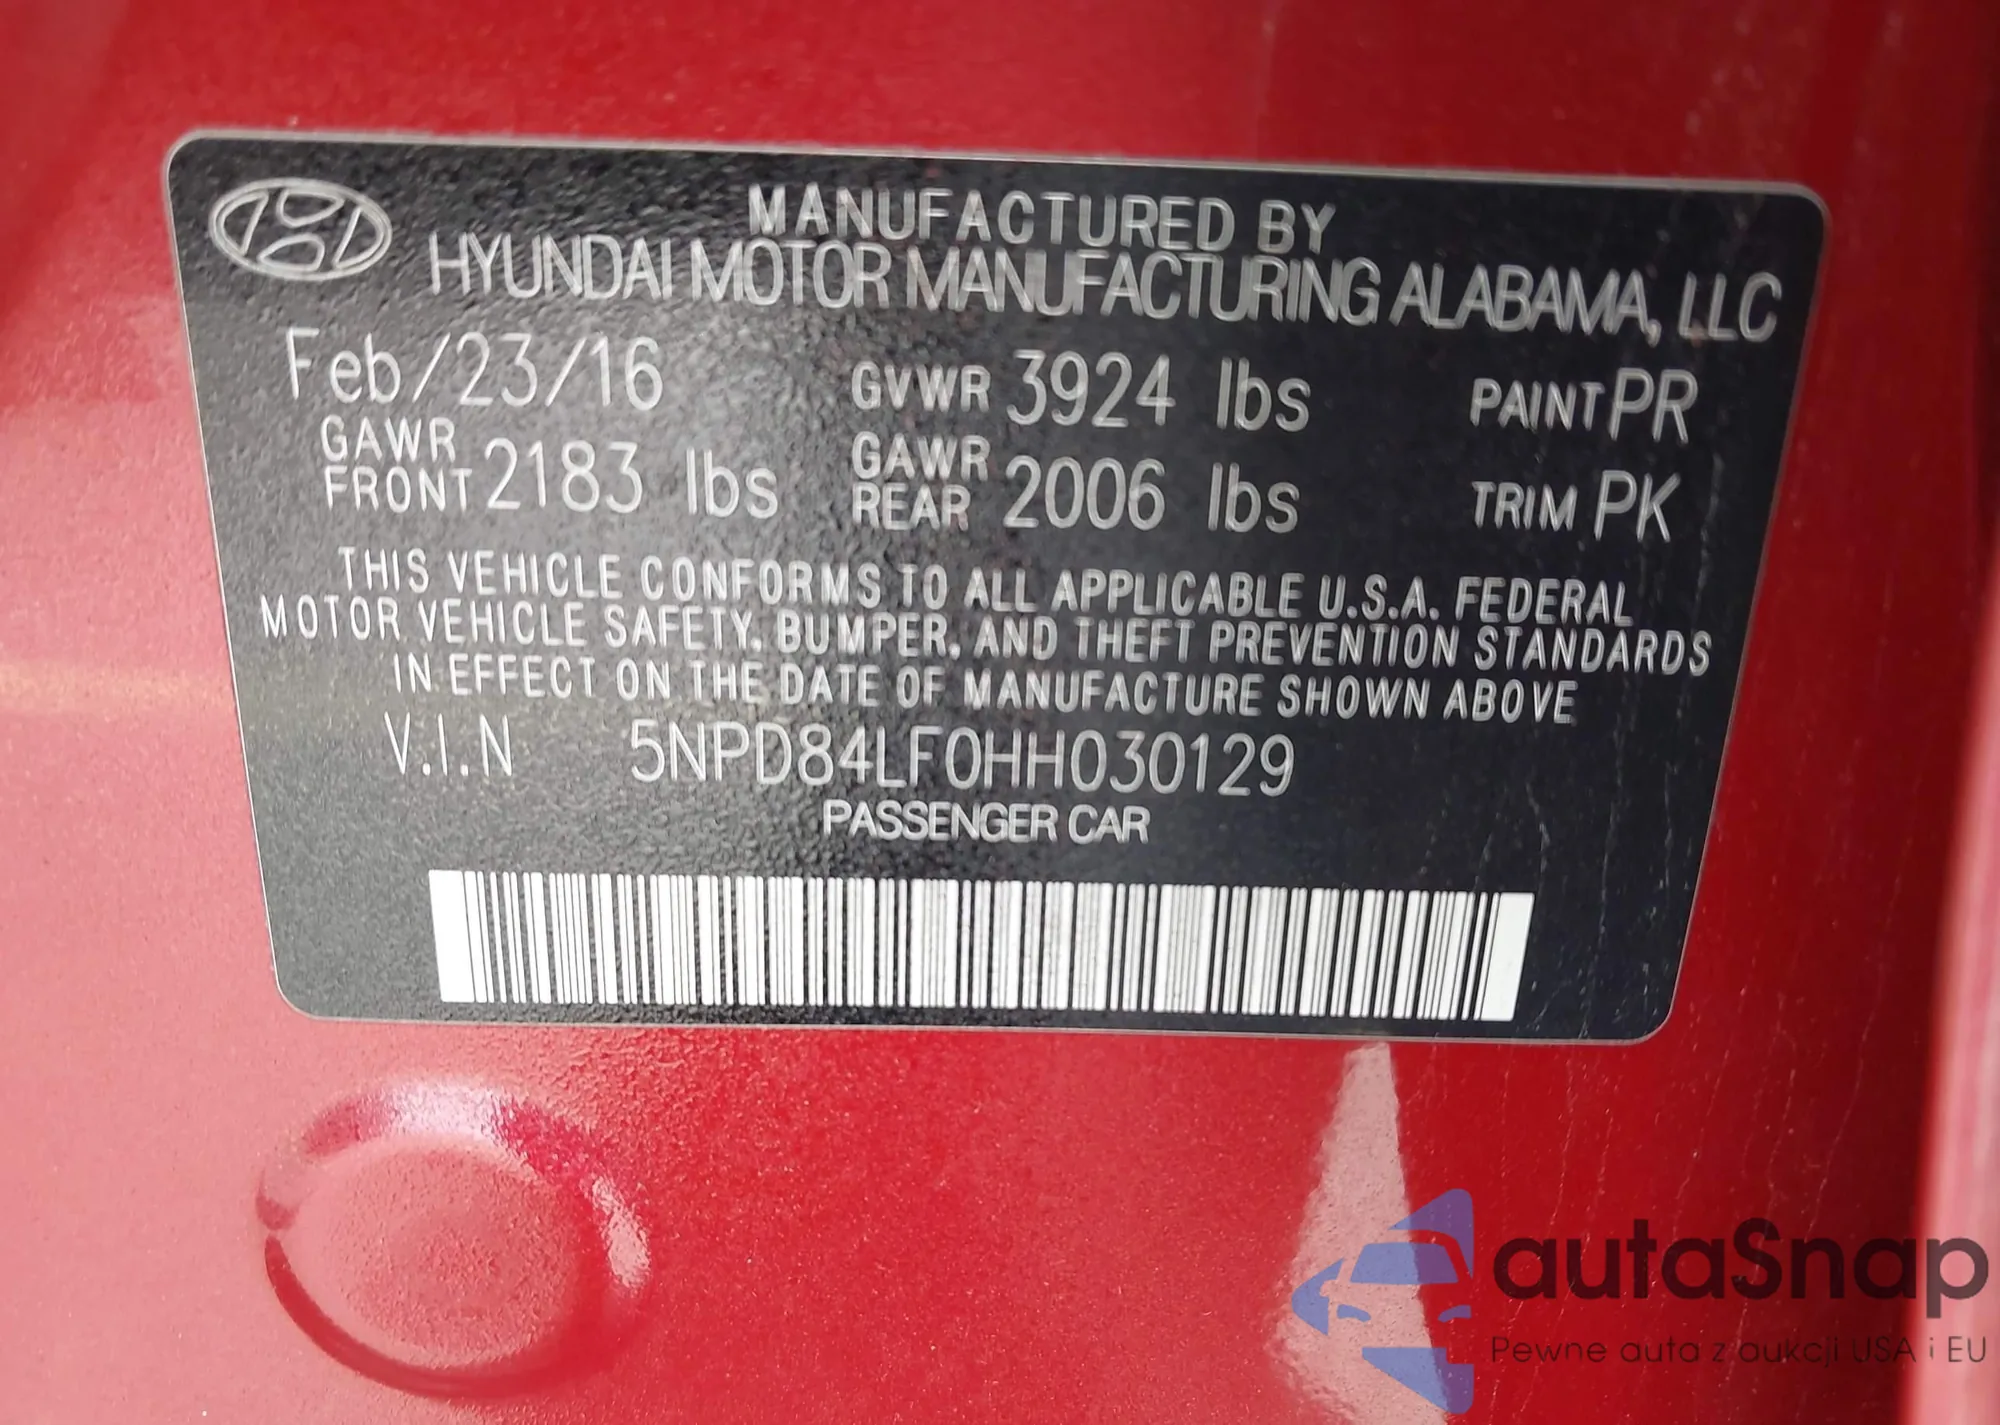 MANUFACTURED BY
HYUNDAI MOTOR MANUFACTURING ALABAMA, LLC
Feb/23/16 GVWR 3924 lbs PAINT PR
GAWR FRONT 2183 lbs GAWR REAR 2006 lbs TRIM PK
THIS VEHICLE CONFORMS TO ALL APPLICABLE U.S.A. FEDERAL
MOTOR VEHICLE SAFETY, BUMPER, AND THEFT PREVENTION STANDARDS
IN EFFECT ON THE DATE OF MANUFACTURE SHOWN ABOVE
V.I.N 5NPD84LF0HH030129
PASSENGER CAR
autaSnap
Pewne auta z aukcji USA i EU